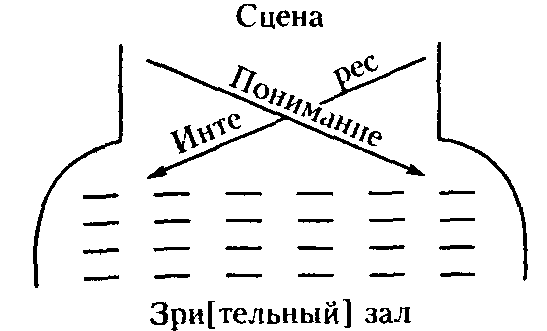 Сцена
Понимание
Инте рес
Зри[тельный] зал